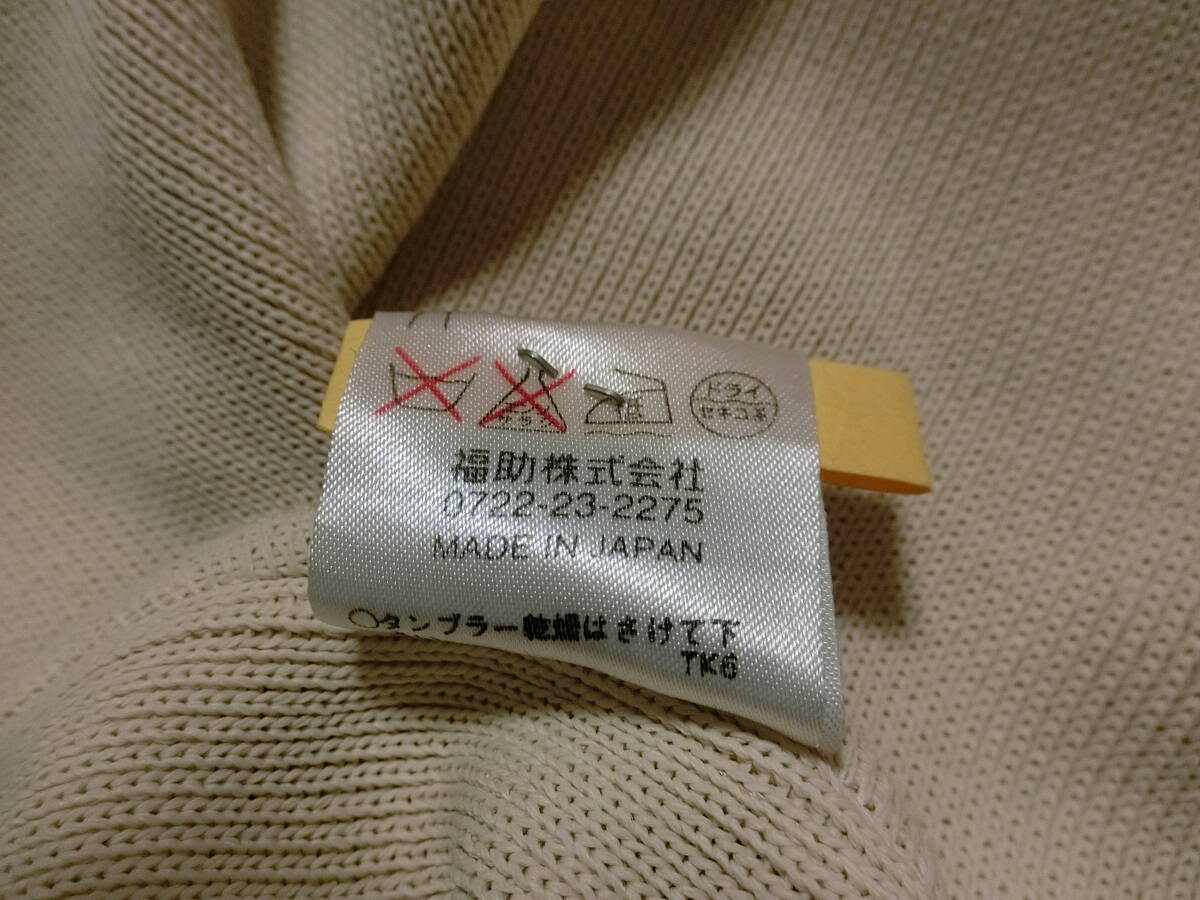 低
ドライ
セキユ系
福助株式会社
0722-23-2275
MADE IN JAPAN
○タンブラー乾燥はさけて下
TK6